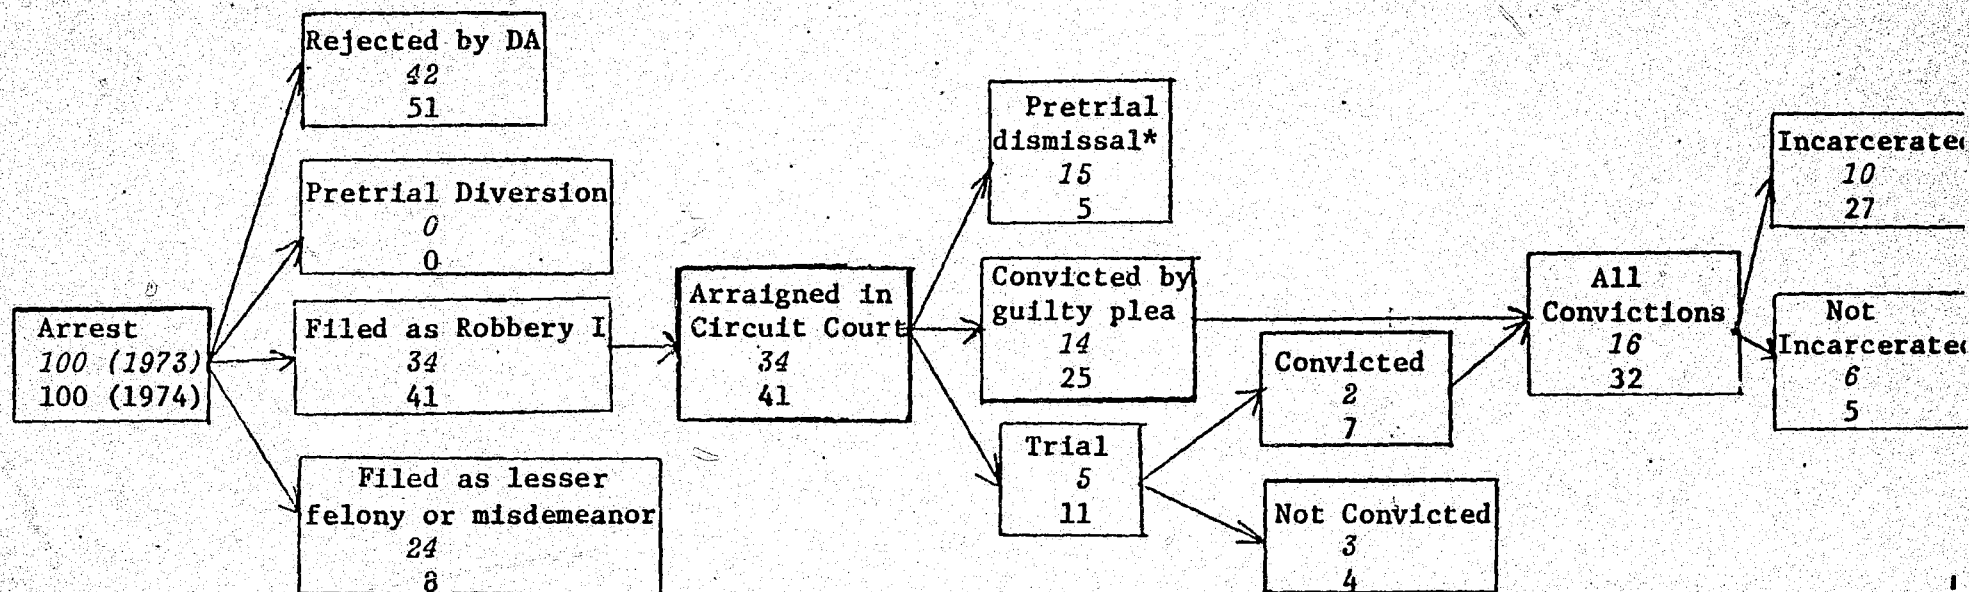 Rejected by DA
42
51
Pretrial Diversion
0
0
Arrest
100 (1973)
100 (1974)
Filed as Robbery I
34
41
Filed as lesser
felony or misdemeanor
24
8
Arraigned in
Circuit Court
34
41
Pretrial
dismissal*
15
5
Convicted by
guilty plea
14
25
Trial
5
11
Convicted
2
7
Not Convicted
3
4
All
Convictions
16
32
Incarcerated
10
27
Not
Incarcerated
6
5